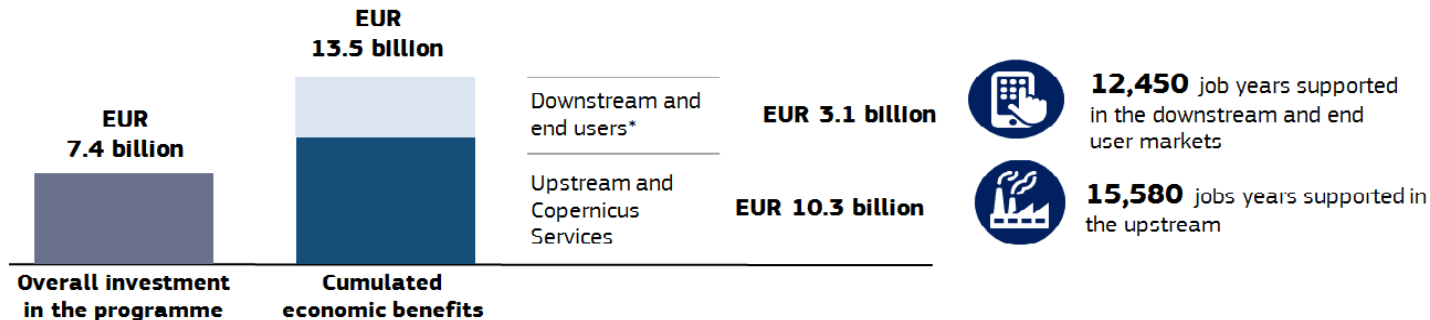 EUR
7.4 billion
Overall investment
in the programme
EUR
13.5 billion
Cumulated
economic benefits
Downstream and
end users*
EUR 3.1 billion
Upstream and
Copernicus
Services
EUR 10.3 billion
12,450 job years supported
in the downstream and end
user markets
15,580 jobs years supported in
the upstream